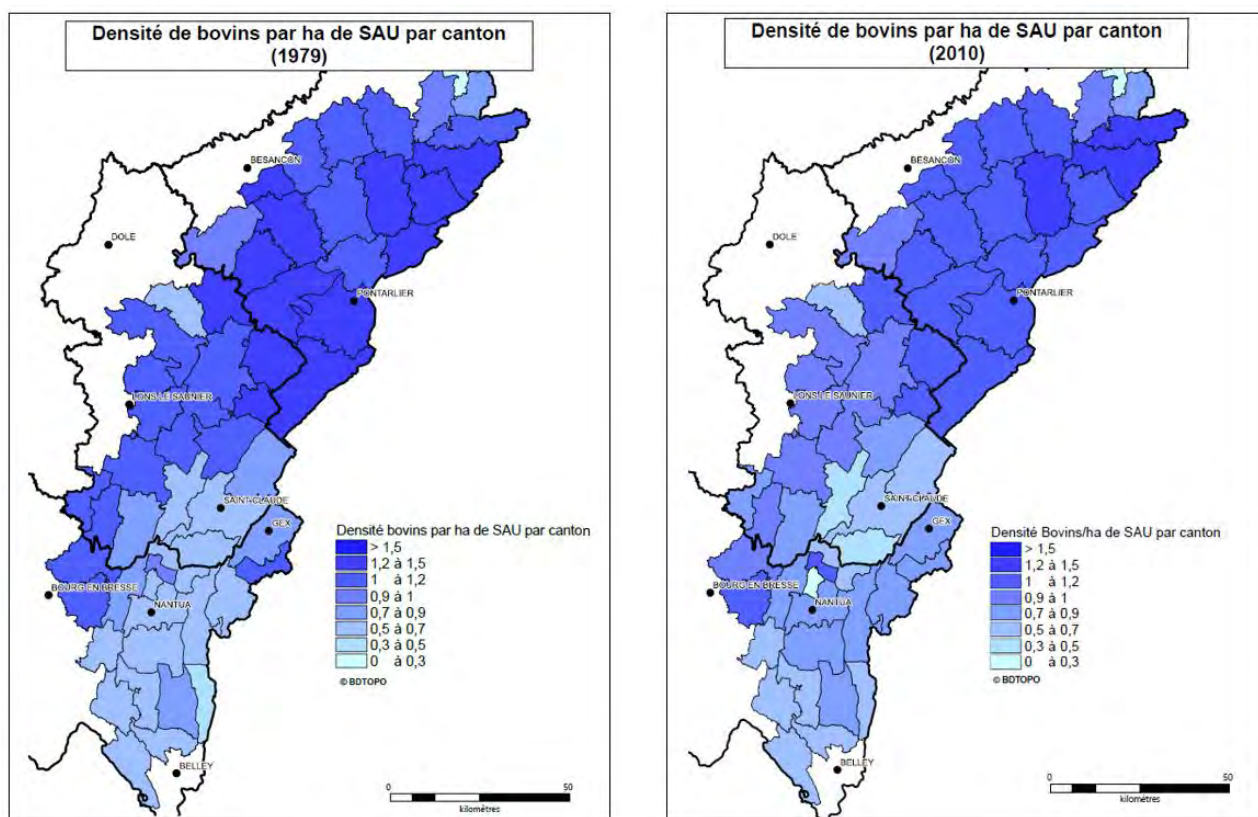 Densité de bovins par ha de SAU par canton
(1979)
BESANCON
DOLE
PONTARLIER
LONS-LE-SAUNIER
SAINT-CLAUDE
GEX
BOURG EN BRESSE
NANTUA
BELLEY
Densité bovins par ha de SAU par canton
> 1,5
1,2 à 1,5
1 à 1,2
0,9 à 1
0,7 à 0,9
0,5 à 0,7
0,3 à 0,5
0 à 0,3
© BDTOPO
0 50
kilomètres
Densité de bovins par ha de SAU par canton
(2010)
BESANCON
DOLE
PONTARLIER
LONS-LE-SAUNIER
SAINT-CLAUDE
GEX
BOURG EN BRESSE
NANTUA
BELLEY
Densité Bovins/ha de SAU par canton
> 1,5
1,2 à 1,5
1 à 1,2
0,9 à 1
0,7 à 0,9
0,5 à 0,7
0,3 à 0,5
0 à 0,3
© BDTOPO
0 50
kilomètres